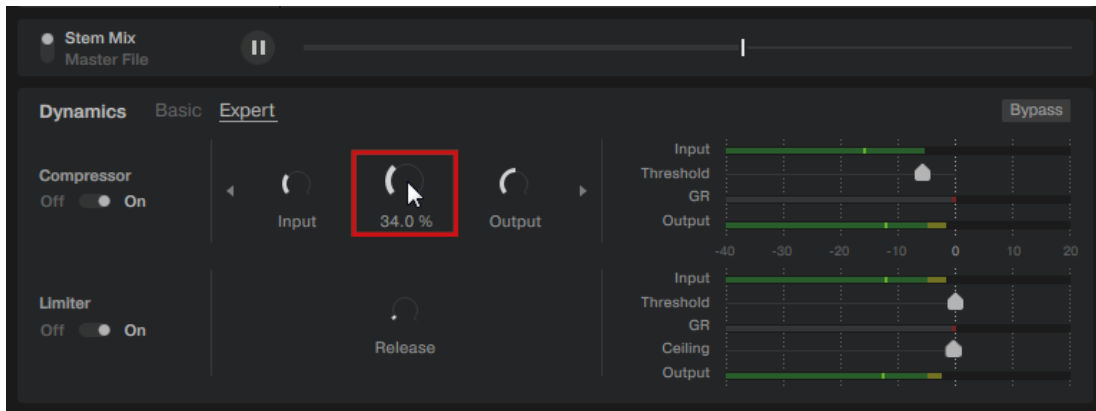 Stem Mix
Master File
Dynamics Basic Expert
Bypass
Compressor
Off On
Input
34.0 %
Output
Input
Threshold
GR
Output
-40 -30 -20 -10 0 10 20
Limiter
Off On
Release
Input
Threshold
GR
Ceiling
Output